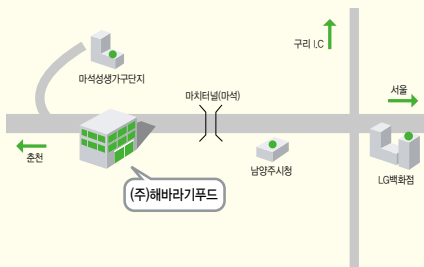 구리 I.C
마석성생가구단지
서울
마치터널(마석)
춘천
남양주시청
LG백화점
(주)해바라기푸드